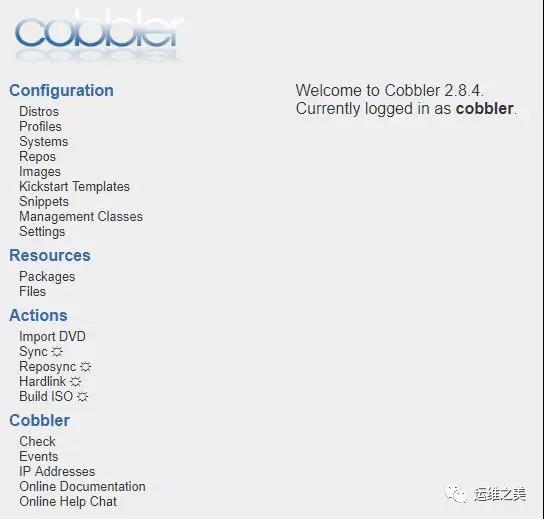 cobbler
Configuration
Distros
Profiles
Systems
Repos
Images
Kickstart Templates
Snippets
Management Classes
Settings
Resources
Packages
Files
Actions
Import DVD
Sync
Reposync
Hardlink
Build ISO
Cobbler
Check
Events
IP Addresses
Online Documentation
Online Help Chat
Welcome to Cobbler 2.8.4.
Currently logged in as cobbler.
运维之美